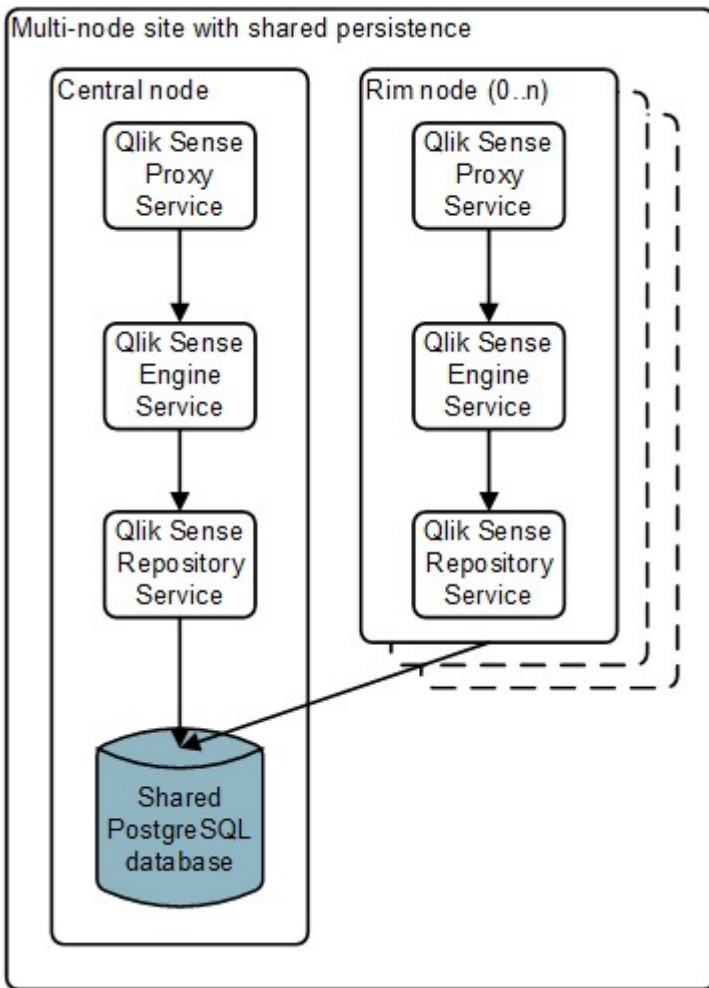 Multi-node site with shared persistence
Central node
Qlik Sense
Proxy
Service
Qlik Sense
Engine
Service
Qlik Sense
Repository
Service
Shared
PostgreSQL
database
Rim node (0..n)
Qlik Sense
Proxy
Service
Qlik Sense
Engine
Service
Qlik Sense
Repository
Service